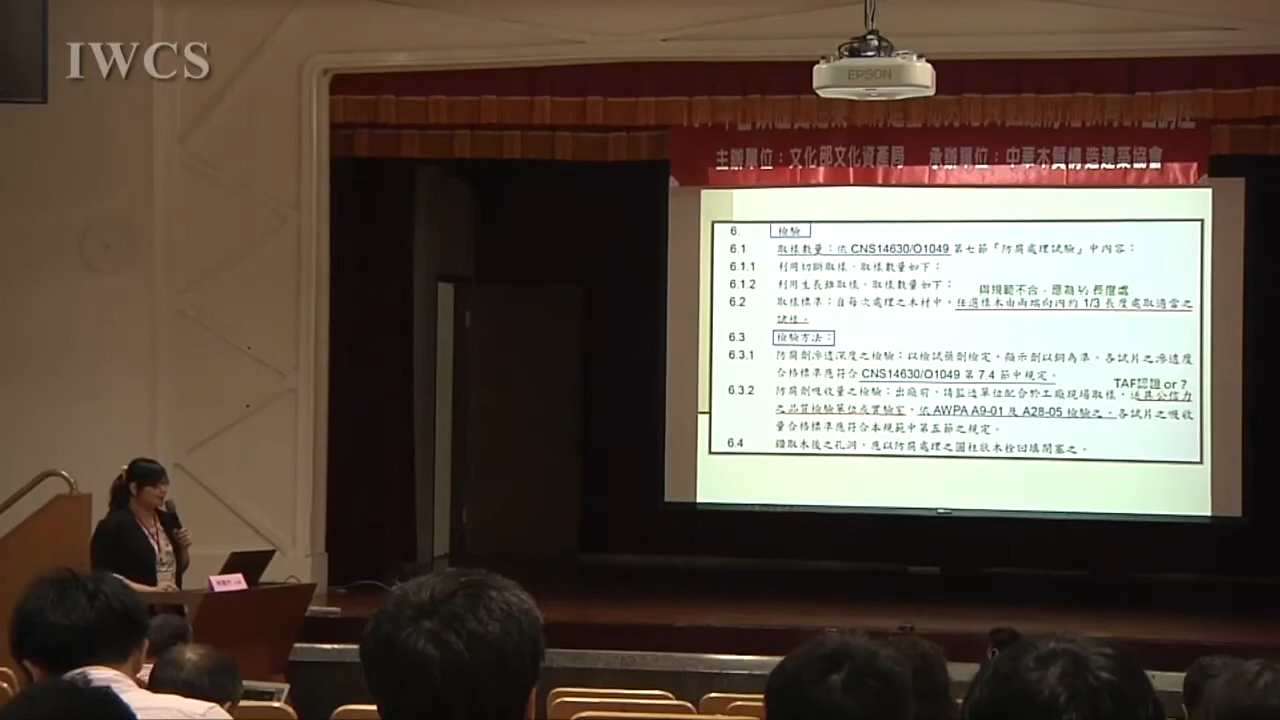 IWCS
EPSON
主辦單位：文化部文化資產局 承辦單位：中華木質構造建築協會
6. 檢驗
6.1 取樣數量：依 CNS14630/O1049 第七節「防腐處理試驗」中內容：
6.1.1 利用切斷取樣，取樣數量如下：
6.1.2 利用生長錐取樣，取樣數量如下：
與規範不合，應為½長度處
6.2 取樣標準：自每次處理之木材中，任選樣木由兩端向內約 1/3 長度處取適當之
試樣。
6.3 檢驗方法：
6.3.1 防腐劑滲透深度之檢驗：以檢試藥劑檢定，顯示劑以銅為準。各試片之滲透度
合格標準應符合 CNS14630/O1049 第 7.4 節中規定。
TAF認證 or ?
6.3.2 防腐劑吸收量之檢驗：出廠前，請監造單位配合於工廠現場取樣，送具公信力
之品質檢驗單位或實驗室，依 AWPA A9-01 及 A28-05 檢驗之。各試片之吸收
量合格標準應符合本規範中第五節之規定。
6.4 鑽取木後之孔洞，應以防腐處理之圓柱狀木栓回填閉塞之。